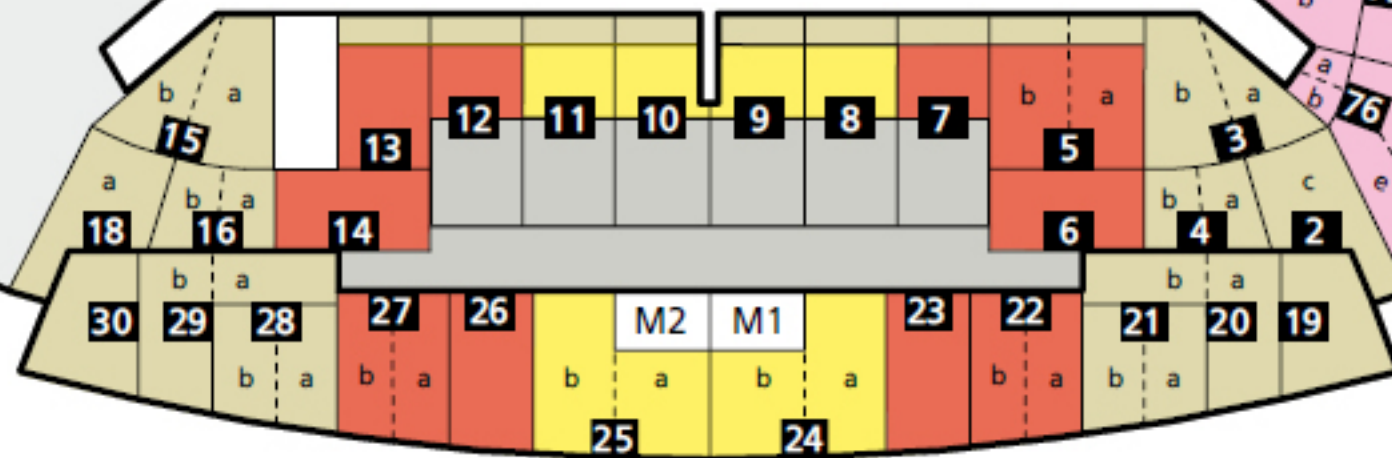 b
b a b a b a a
b
76
12 11 10 9 8 7
15 13 5 3
a b a b a c e
18 16 14 6 4 2
b a b a
30 29 28 27 26 M2 M1 23 22 21 20 19
b a b a b a b a b a b a
25 24